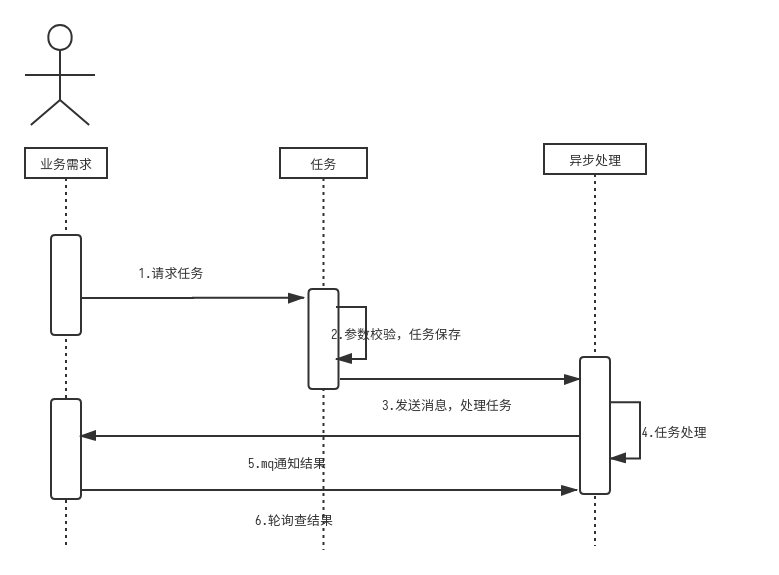 业务需求
任务
异步处理
1.请求任务
2.参数校验，任务保存
3.发送消息，处理任务
4.任务处理
5.mq通知结果
6.轮询查结果